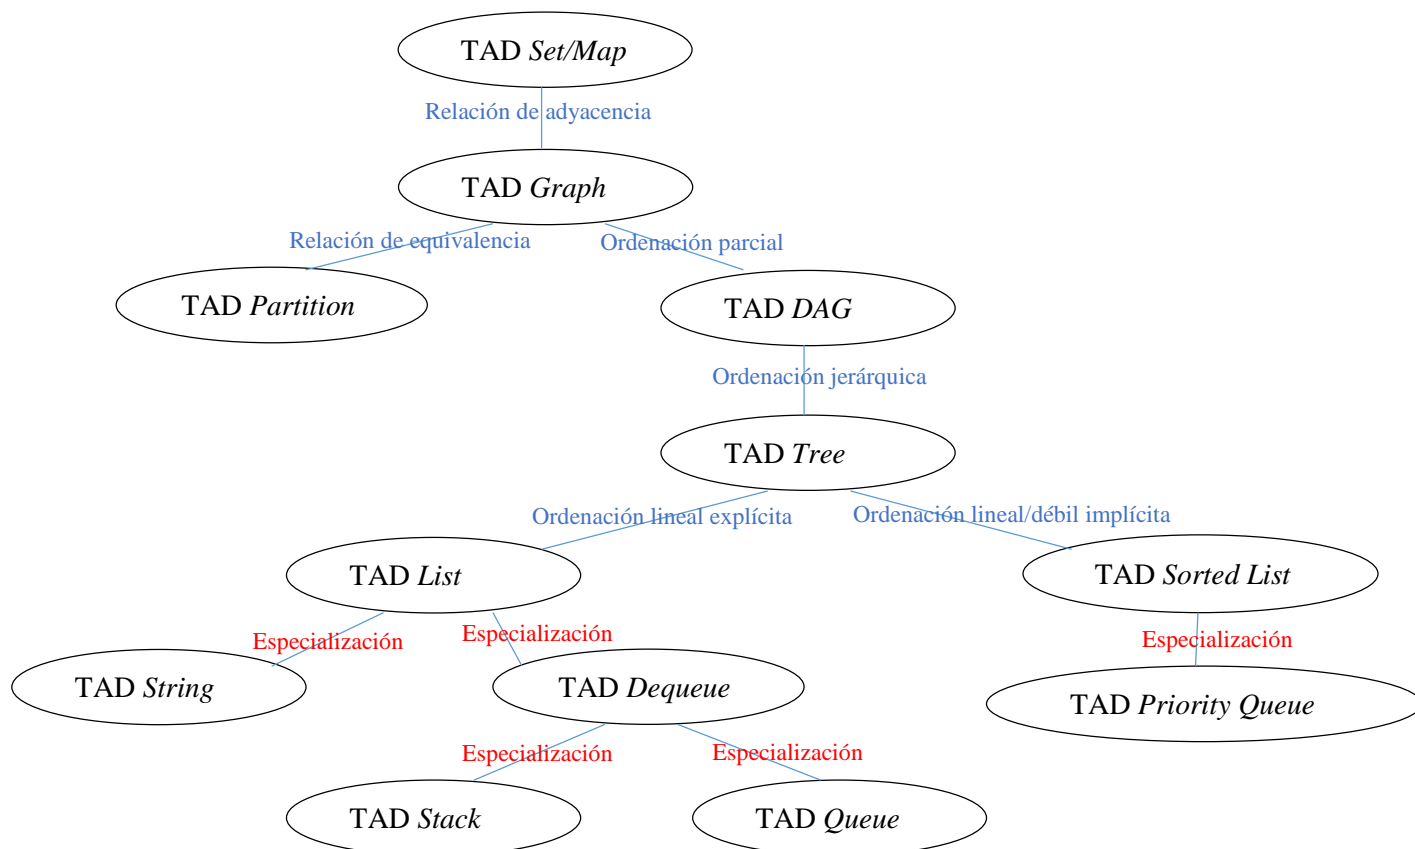 TAD Set/Map
Relación de adyacencia
TAD Graph
Relación de equivalencia
Ordenación parcial
TAD Partition
TAD DAG
Ordenación jerárquica
TAD Tree
Ordenación lineal explícita
Ordenación lineal/débil implícita
TAD List
TAD Sorted List
Especialización
Especialización
Especialización
TAD String
TAD Dequeue
TAD Priority Queue
Especialización
Especialización
TAD Stack
TAD Queue